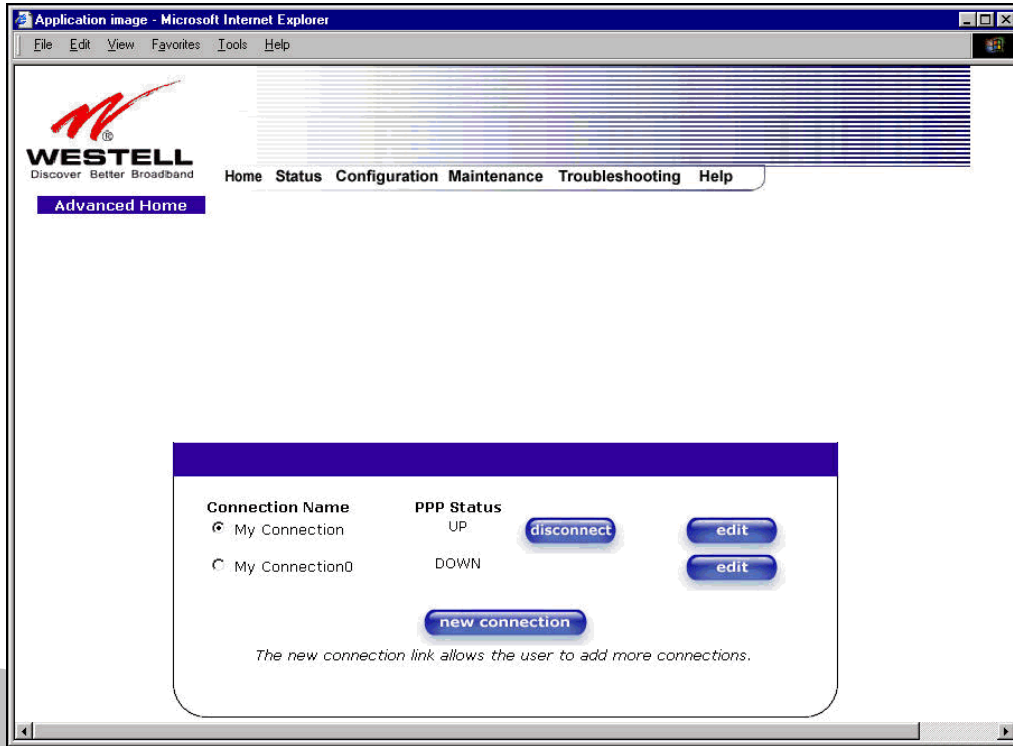 Application image - Microsoft Internet Explorer
File Edit View Favorites Tools Help
®
WESTELL
Discover Better Broadband
Home Status Configuration Maintenance Troubleshooting Help
Advanced Home
Connection Name PPP Status
My Connection UP disconnect edit
My Connection0 DOWN edit
new connection
The new connection link allows the user to add more connections.